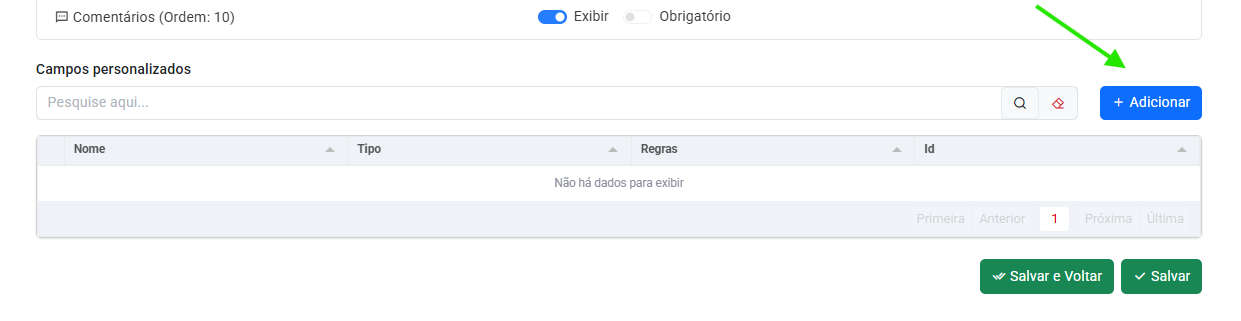 Comentários (Ordem: 10) Exibir Obrigatório
Campos personalizados
Pesquise aqui...
+ Adicionar
Nome Tipo Regras Id
Não há dados para exibir
Primeira Anterior 1 Próxima Última
Salvar e Voltar Salvar